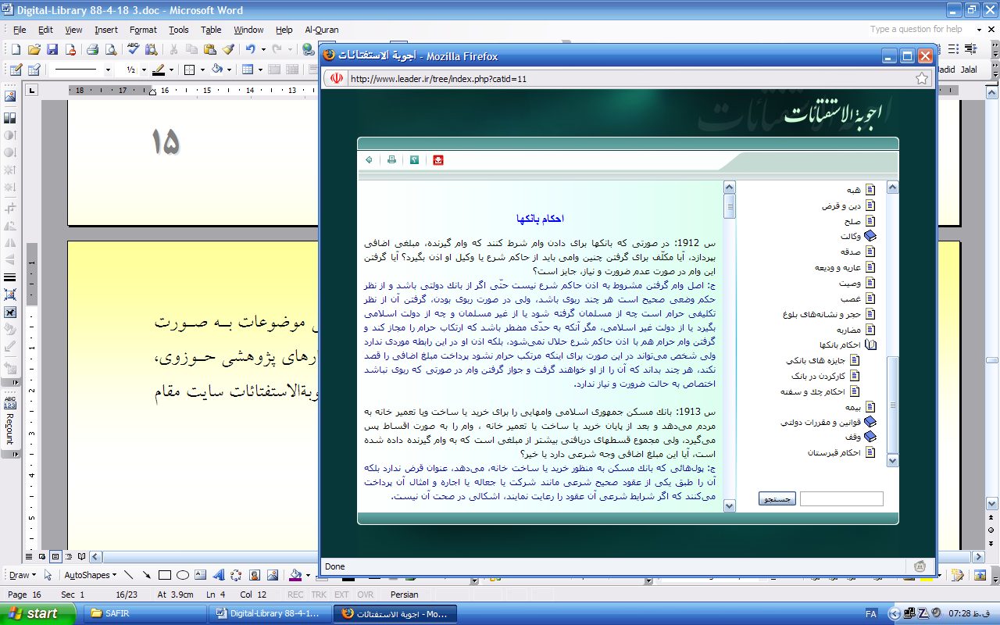 Digital-Library 88-4-18 3.doc - Microsoft Word
File Edit View Insert Format Tools Table Window Help Al-Quran
Type a question for help
18 17 16 15 14 13
۱۵
موضوعات به صورت
پژوهشی حوزوی،
سایت مقام
Recount
اجوبة الاستفتائات - Mozilla Firefox
http://www.leader.ir/tree/index.php?catid=11
اجوبة الاستفتائات
احکام بانکها
س 1912: در صورتی که بانکها برای دادن وام شرط کنند که وام گیرنده، مبلغی اضافی
بپردازد، آیا مکلّف برای گرفتن چنین وامی باید از حاکم شرع یا وکیل او اذن بگیرد؟ آیا گرفتن
این وام در صورت عدم ضرورت و نیاز، جایز است؟
ج: اصل وام گرفتن مشروط به اذن حاکم شرع نیست حتّی اگر از بانك دولتی باشد و از نظر
حکم وضعی صحیح است هر چند ربوی باشد، ولی در صورت ربوی بودن، گرفتن آن از نظر
تکلیفی حرام است چه از مسلمان گرفته شود یا از غیر مسلمان و چه از دولت اسلامی
بگیرد یا از دولت غیر اسلامی، مگر آنکه به حدّی مضطر باشد که ارتکاب حرام را مجاز کند و
گرفتن وام حرام هم با اذن حاکم شرع حلال نمی‌شود، بلکه اذن او در این رابطه موردی ندارد
ولی شخص می‌تواند در این صورت برای اینکه مرتکب حرام نشود پرداخت مبلغ اضافی را قصد
نکند، هر چند بداند که آن را از او خواهند گرفت و جواز گرفتن وام در صورتی که ربوی نباشد
اختصاص به حالت ضرورت و نیاز ندارد.
س 1913: بانك مسکن جمهوری اسلامی وامهایی را برای خرید یا ساخت ویا تعمیر خانه به
مردم می‌دهد و بعد از پایان خرید یا ساخت یا تعمیر خانه ، وام را به صورت اقساط پس
می‌گیرد، ولی مجموع قسطهای دریافتی بیشتر از مبلغی است که به وام گیرنده داده شده
است، آیا این مبلغ اضافی وجه شرعی دارد یا خیر؟
ج: پول‌هائی که بانك مسکن به منظور خرید یا ساخت خانه، می‌دهد، عنوان قرض ندارد بلکه
آن را طبق یکی از عقود صحیح شرعی مانند شرکت یا جعاله یا اجاره و امثال آن پرداخت
می‌کنند که اگر شرایط شرعی آن عقود را رعایت نمایند، اشکالی در صحت آن نیست.
هبه
دین و قرض
صلح
وکالت
صدقه
عاریه و ودیعه
وصیت
غصب
حجر و نشانه‌های بلوغ
مضاربه
احکام بانکها
جایزه های بانکی
کارکردن در بانک
احکام چك و سفته
بیمه
قوانين و مقررات دولتي
وقف
احکام قبرستان
جستجو
Done
Draw AutoShapes
Page 16 Sec 1 16/23 At 3.9cm Ln 4 Col 12 REC TRK EXT OVR Persian
start SAFIR Digital-Library 88-4-1... اجوبة الاستفتائات - Mo... FA 07:28 ق.ظ